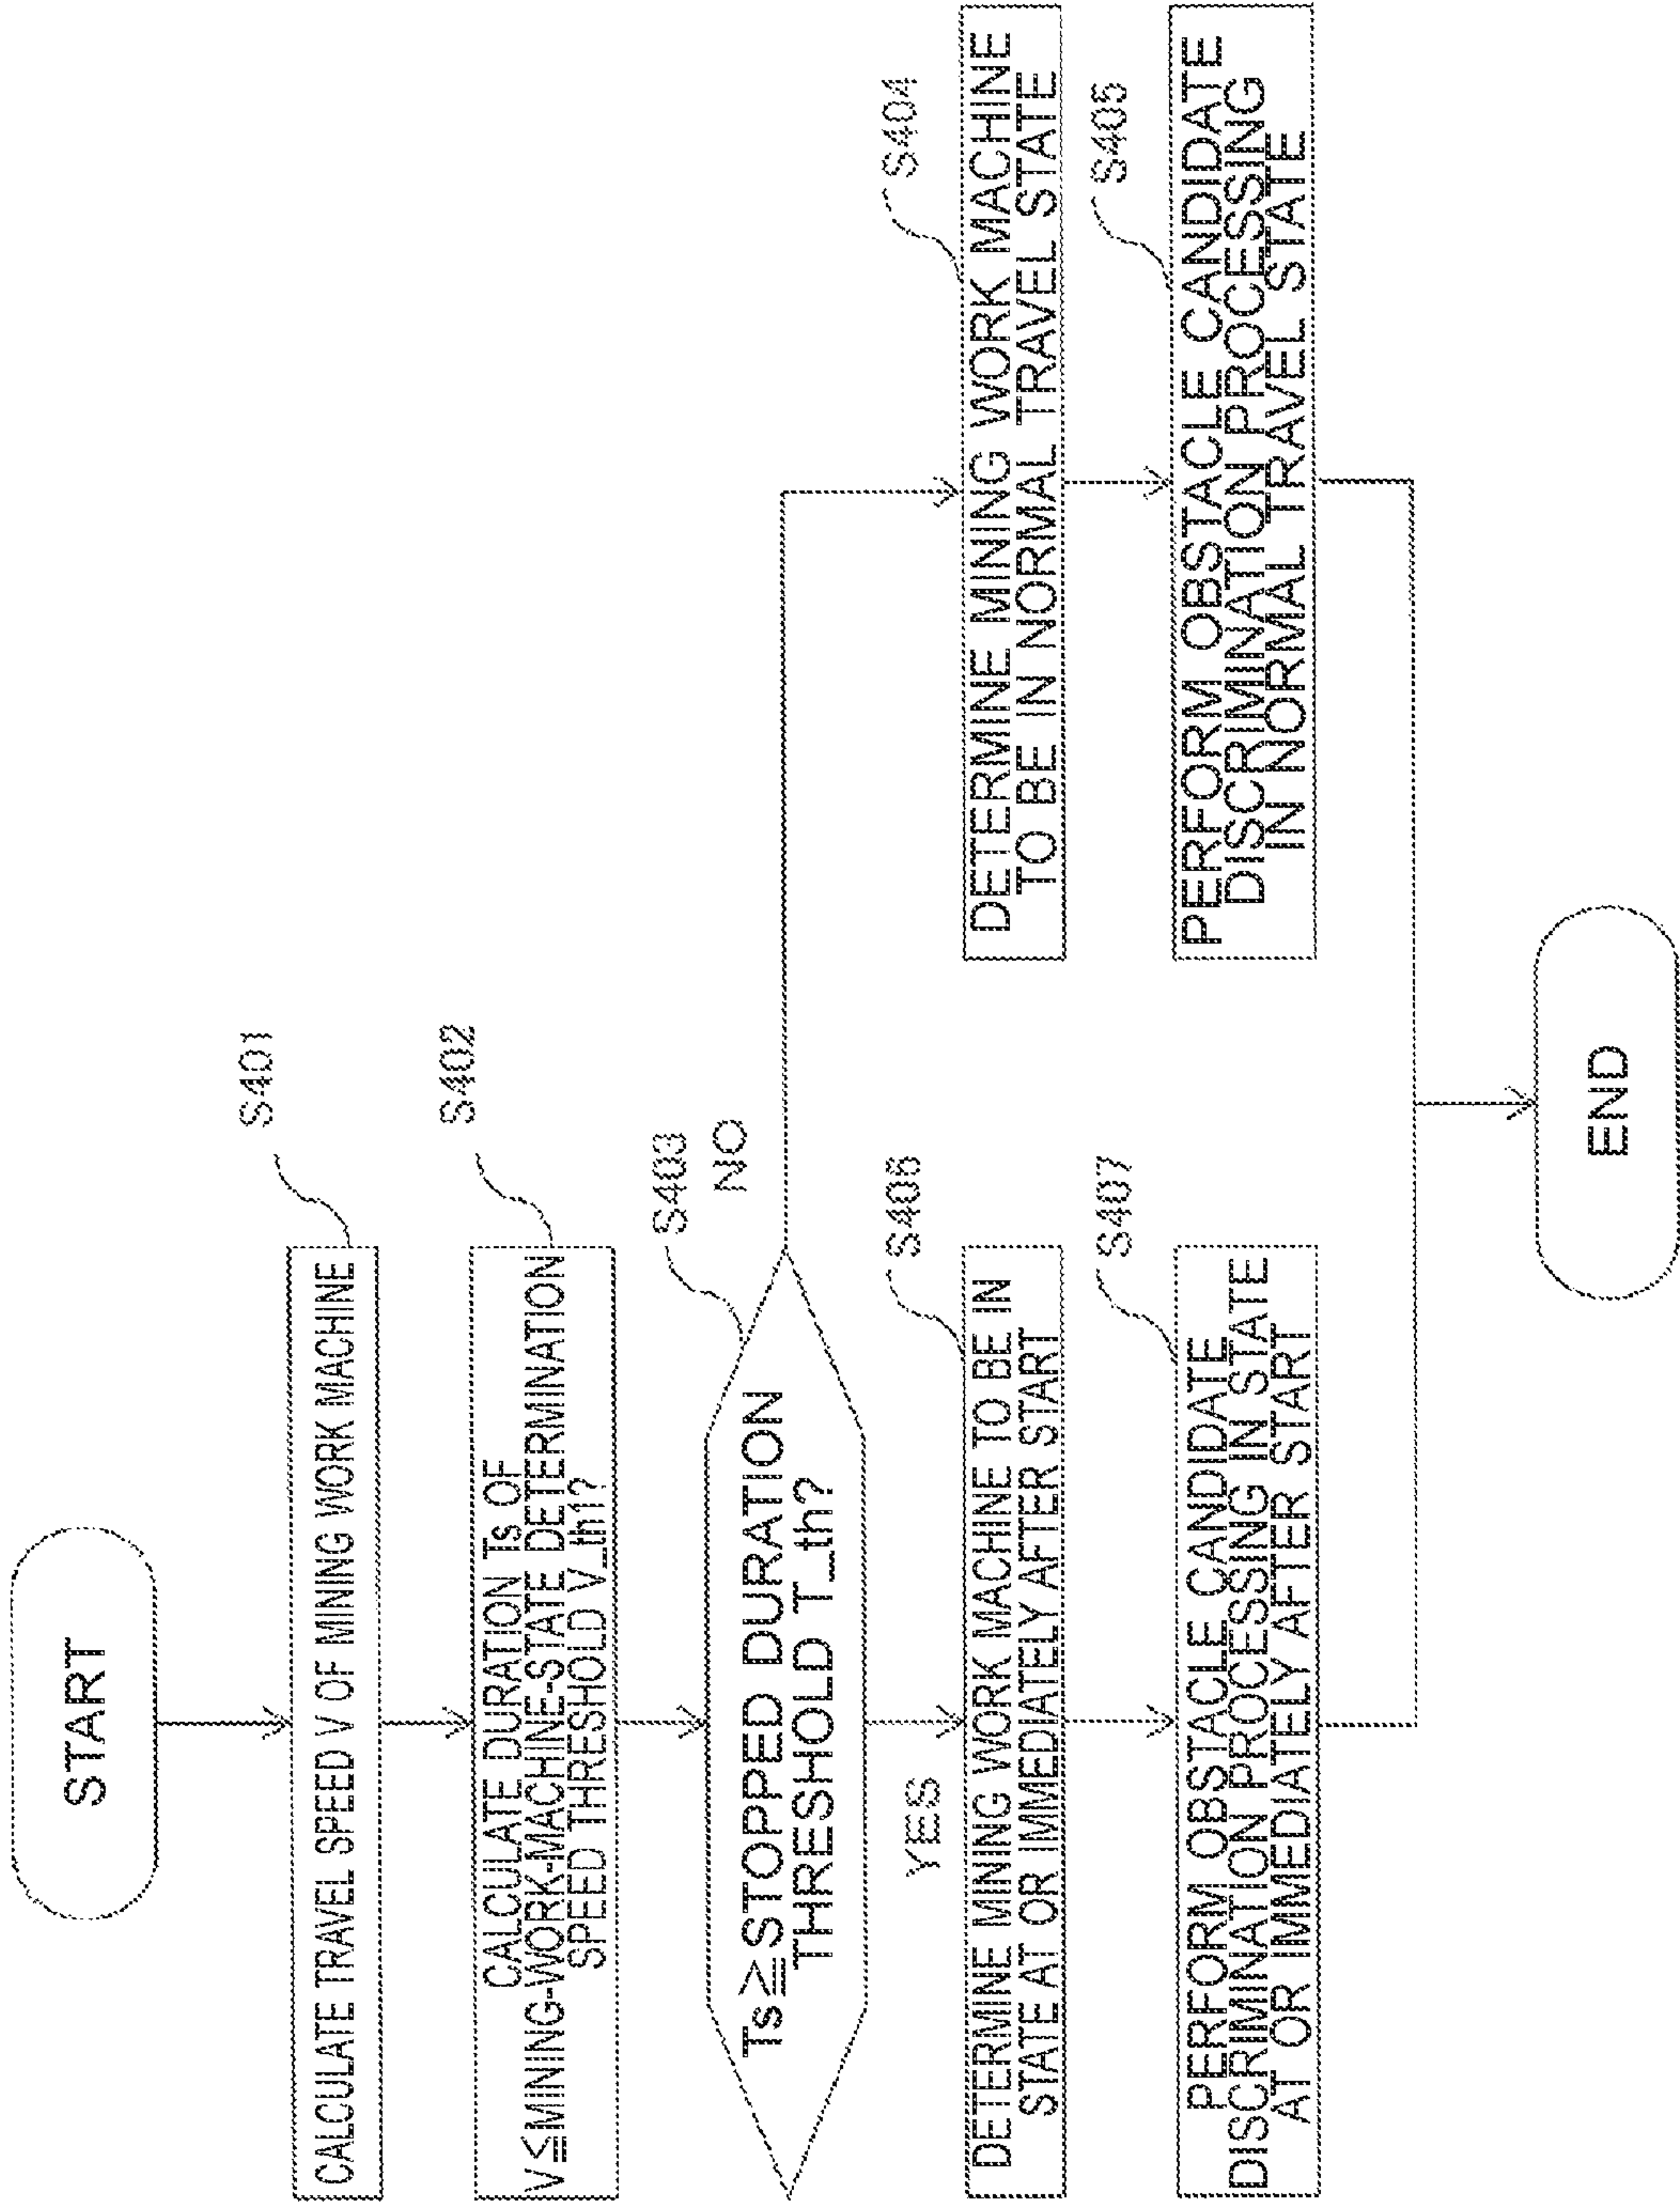 START
S401
CALCULATE TRAVEL SPEED V OF MINING WORK MACHINE
S402
CALCULATE DURATION Ts OF
V≦MINING-WORK-MACHINE-STATE DETERMINATION
SPEED THRESHOLD V_th1?
S403
Ts≧STOPPED DURATION
THRESHOLD T_th?
NO
YES
S404
DETERMINE MINING WORK MACHINE
TO BE IN NORMAL TRAVEL STATE
S405
PERFORM OBSTACLE CANDIDATE
DISCRIMINATION PROCESSING
IN NORMAL TRAVEL STATE
S406
DETERMINE MINING WORK MACHINE TO BE IN
STATE AT OR IMMEDIATELY AFTER START
S407
PERFORM OBSTACLE CANDIDATE
DISCRIMINATION PROCESSING IN STATE
AT OR IMMEDIATELY AFTER START
END